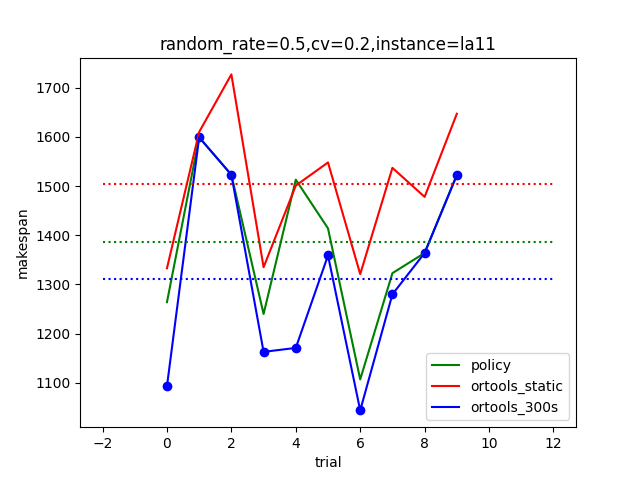 random_rate=0.5,cv=0.2,instance=la11
1700
1600
1500
1400
1300
1200
1100
makespan
policy
ortools_static
ortools_300s
−2 0 2 4 6 8 10 12
trial